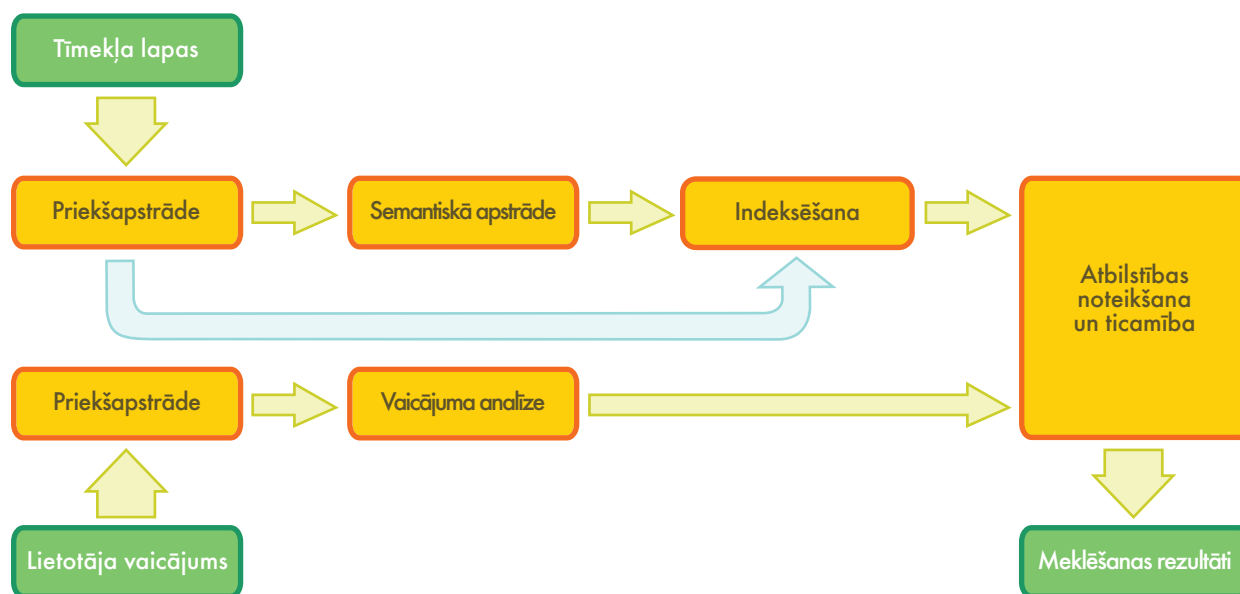 Tīmekļa lapas
Priekšapstrāde
Semantiskā apstrāde
Indeksēšana
Atbilstības
noteikšana
un ticamība
Priekšapstrāde
Vaicājuma analīze
Lietotāja vaicājums
Meklēšanas rezultāti